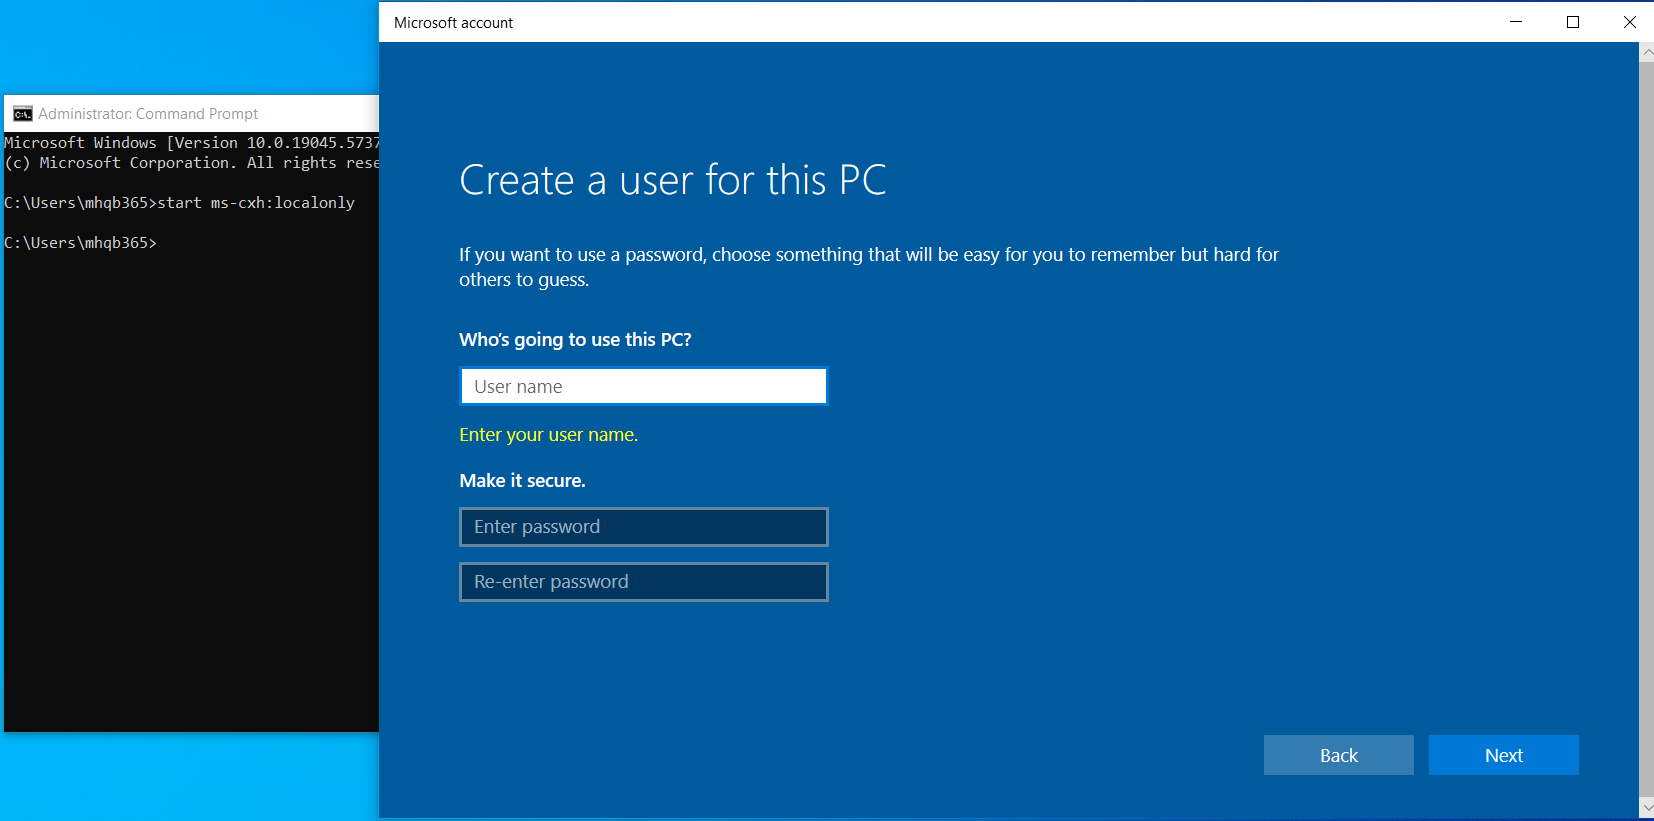 Microsoft account
Administrator: Command Prompt
Microsoft Windows [Version 10.0.19045.5737
(c) Microsoft Corporation. All rights rese
C:\Users\mhqb365>start ms-cxh:localonly
C:\Users\mhqb365>
Create a user for this PC
If you want to use a password, choose something that will be easy for you to remember but hard for
others to guess.
Who's going to use this PC?
User name
Enter your user name.
Make it secure.
Enter password
Re-enter password
Back
Next